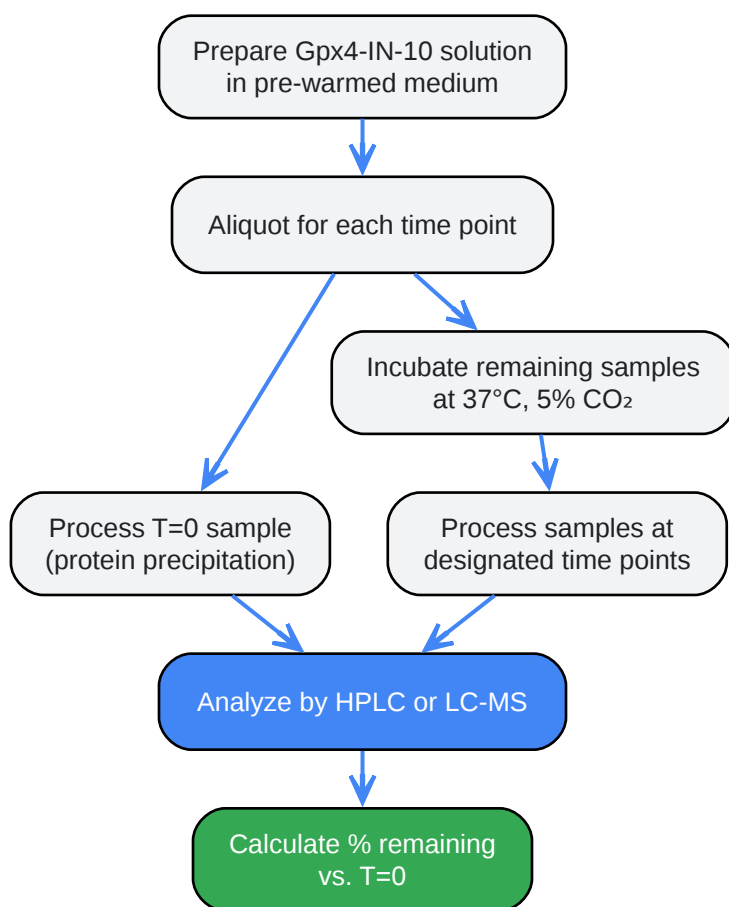 Prepare Gpx4-IN-10 solution
in pre-warmed medium
Aliquot for each time point
Incubate remaining samples
at 37°C, 5% CO₂
Process T=0 sample
(protein precipitation)
Process samples at
designated time points
Analyze by HPLC or LC-MS
Calculate % remaining
vs. T=0